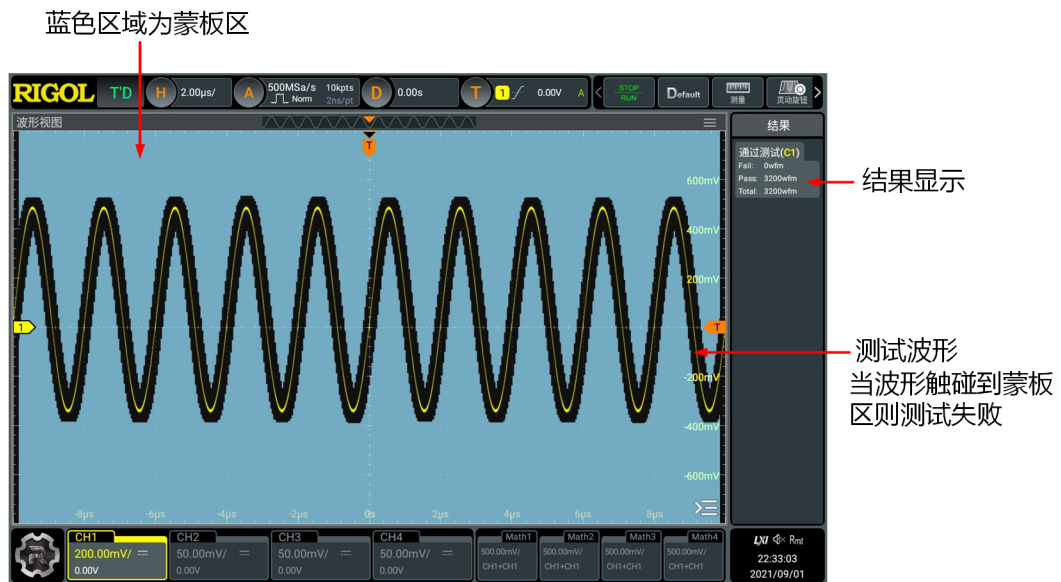 蓝色区域为蒙板区
RIGOL T'D H 2.00μs/ A 500MSa/s 10kpts D 0.00s T 1 0.00V A STOP Default 测量 灵动旋钮
Norm 2ns/pt RUN
波形视图 T 结果
通过测试(C1)
Fail: 0wfm
Pass: 3200wfm
Total: 3200wfm
结果显示
600mV
400mV
200mV
1 T
测试波形
当波形触碰到蒙板
区则测试失败
-200mV
-400mV
-600mV
-8μs -6μs -4μs -2μs 0s 2μs 4μs 6μs 8μs
CH1 CH2 CH3 CH4 Math1 Math2 Math3 Math4
200.00mV/ 50.00mV/ 50.00mV/ 50.00mV/ 500.00mV/ 500.00mV/ 500.00mV/ 500.00mV/
0.00V 0.00V 0.00V 0.00V CH1+CH1 CH1+CH1 CH1+CH1 CH1+CH1
LXI Rmt
22:33:03
2021/09/01